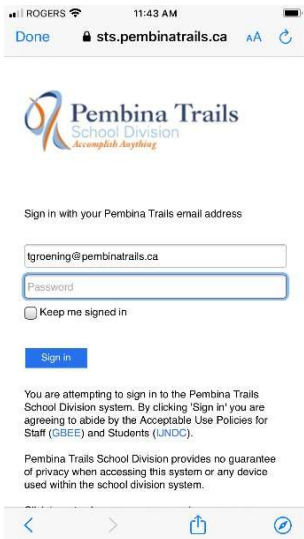 ROGERS 11:43 AM
Done sts.pembinatrails.ca AA
Pembina Trails
School Division
Accomplish Anything
Sign in with your Pembina Trails email address
tgroening@pembinatrails.ca
Password
Keep me signed in
Sign in
You are attempting to sign in to the Pembina Trails
School Division system. By clicking 'Sign in' you are
agreeing to abide by the Acceptable Use Policies for
Staff (GBEE) and Students (IJNDC).
Pembina Trails School Division provides no guarantee
of privacy when accessing this system or any device
used within the school division system.